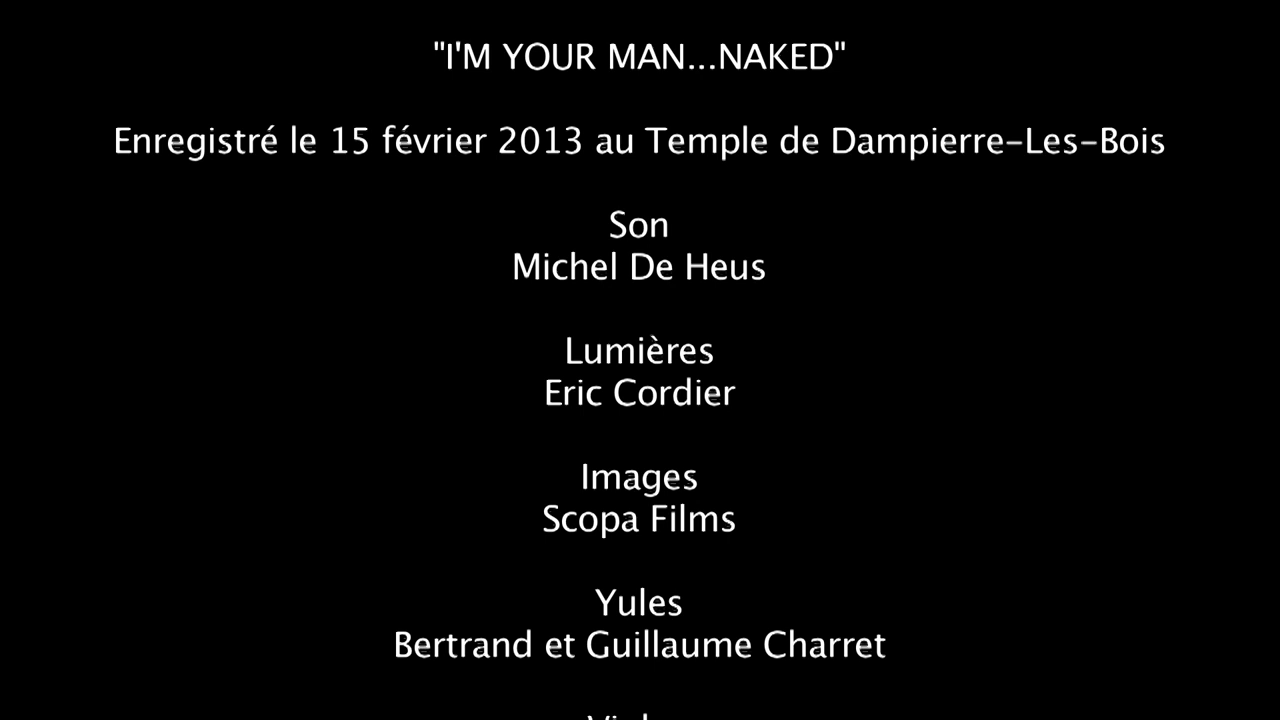 "I'M YOUR MAN...NAKED"
Enregistré le 15 février 2013 au Temple de Dampierre-Les-Bois
Son
Michel De Heus
Lumières
Eric Cordier
Images
Scopa Films
Yules
Bertrand et Guillaume Charret